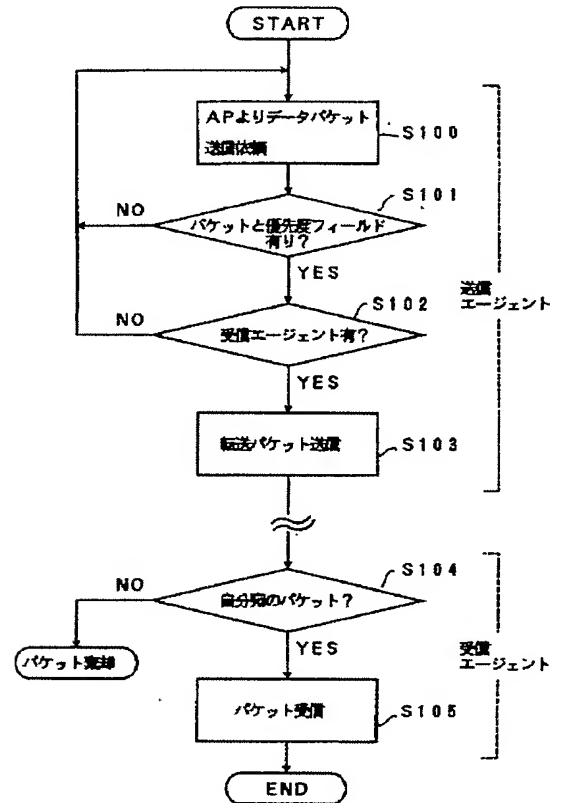 START
APよりデータパケット
送信依頼
S100
S101
NO
パケットと優先度フィールド
有り?
YES
S102
NO
受信エージェント有?
YES
送信
エージェント
転送パケット送信
S103
S104
NO
自分宛のパケット?
YES
パケット棄却
受信
エージェント
パケット受信
S105
END